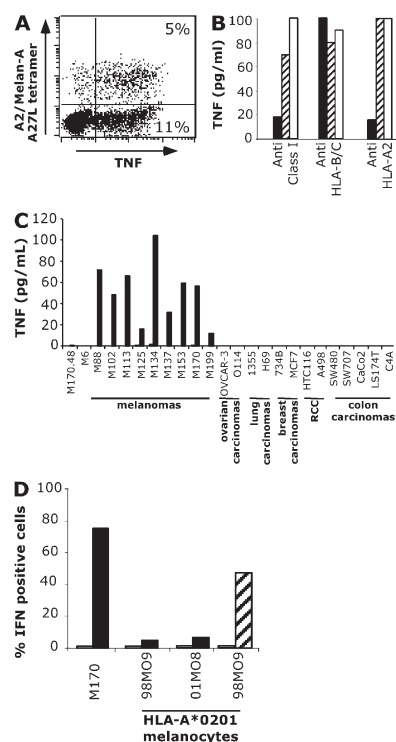 A
A2/Melan-A
A27L tetramer
5%
11%
TNF
B
TNF (pg/ml)
100
80
60
40
20
0
Anti
Class I
Anti
HLA-B/C
Anti
HLA-A2
C
TNF (pg/mL)
120
100
80
60
40
20
0
M170.48
M6
M88
M102
M113
M125
M134
M137
M153
M170
M199
OVCAR-3
O114
1355
H69
734B
MCF7
HTC116
A498
SW480
SW707
CaCo2
LS174T
C4A
melanomas
ovarian
carcinomas
lung
carcinomas
breast
carcinomas
RCC
colon
carcinomas
D
% IFN positive cells
100
80
60
40
20
0
M170
98MO9
01MO8
98MO9
HLA-A*0201
melanocytes